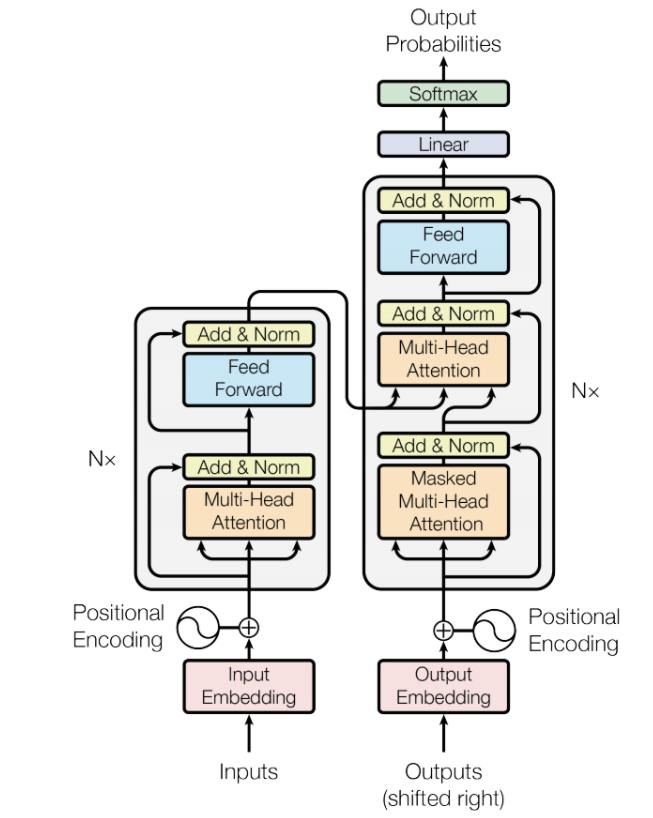 Output
Probabilities
Softmax
Linear
Add & Norm
Feed
Forward
Add & Norm
Multi-Head
Attention
Add & Norm
Masked
Multi-Head
Attention
N×
Positional
Encoding
Output
Embedding
Outputs
(shifted right)
Add & Norm
Feed
Forward
Add & Norm
Multi-Head
Attention
N×
Positional
Encoding
Input
Embedding
Inputs